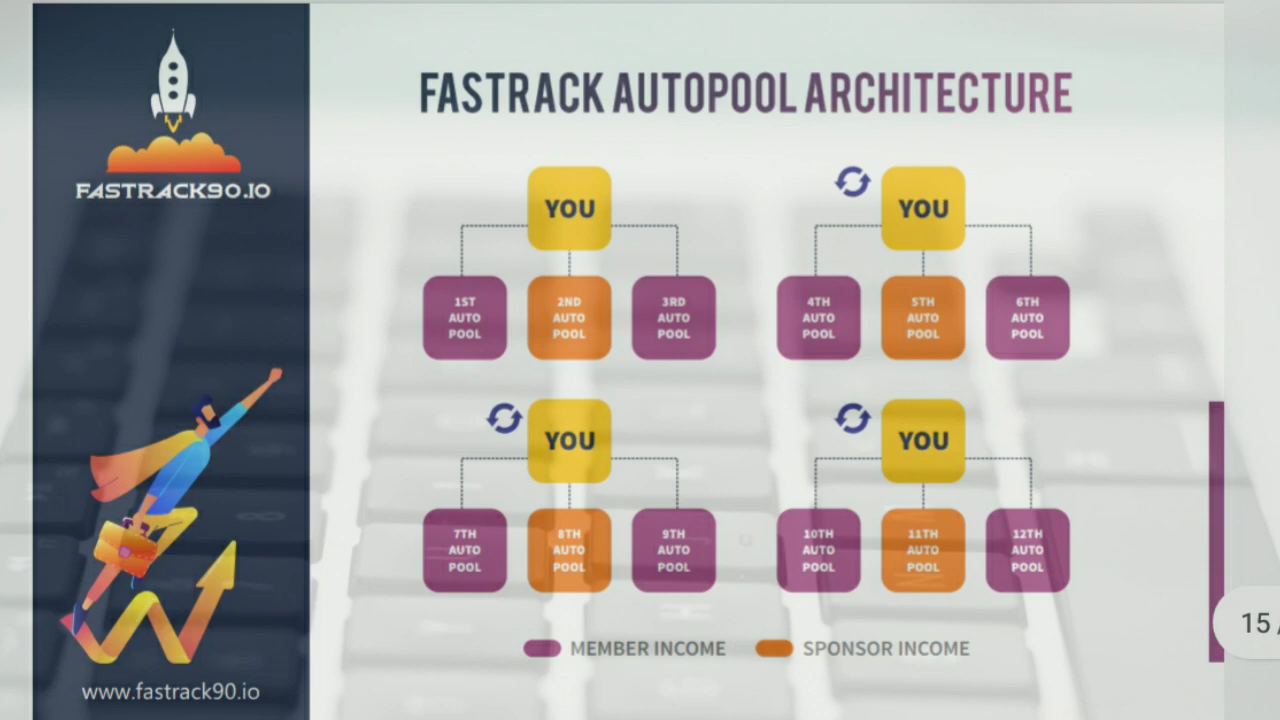 FASTRACK90.IO
www.fastrack90.io
FASTRACK AUTOPOOL ARCHITECTURE
YOU
1ST
AUTO
POOL
2ND
AUTO
POOL
3RD
AUTO
POOL
YOU
4TH
AUTO
POOL
5TH
AUTO
POOL
6TH
AUTO
POOL
YOU
7TH
AUTO
POOL
8TH
AUTO
POOL
9TH
AUTO
POOL
YOU
10TH
AUTO
POOL
11TH
AUTO
POOL
12TH
AUTO
POOL
MEMBER INCOME
SPONSOR INCOME
15 /